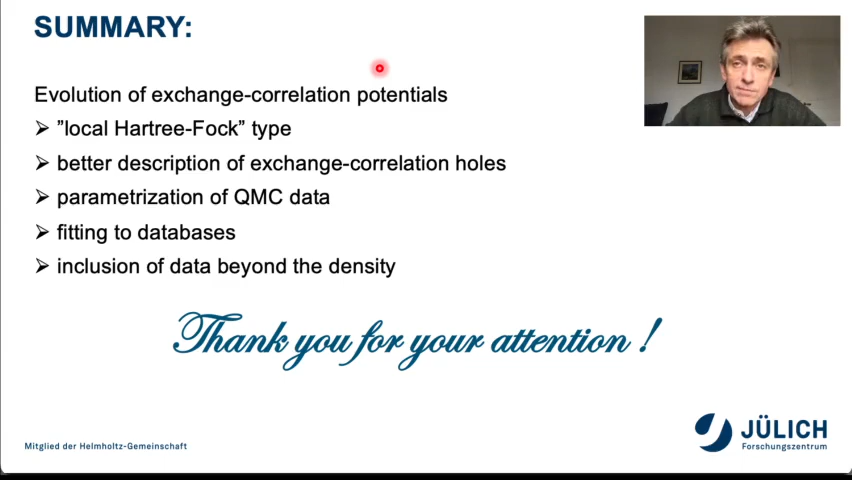 SUMMARY:
Evolution of exchange-correlation potentials
➢ ”local Hartree-Fock” type
➢ better description of exchange-correlation holes
➢ parametrization of QMC data
➢ fitting to databases
➢ inclusion of data beyond the density
Thank you for your attention !
Mitglied der Helmholtz-Gemeinschaft
JÜLICH
Forschungszentrum